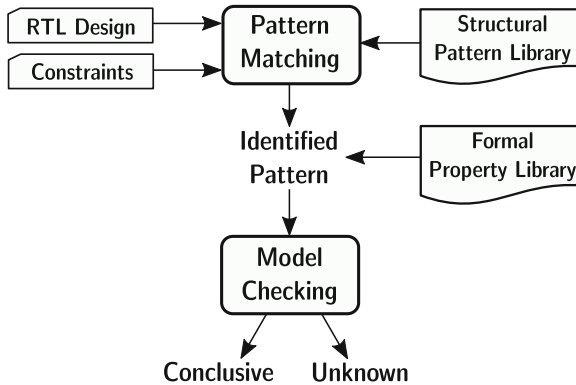 RTL Design
Constraints
Pattern
Matching
Structural
Pattern Library
Identified
Pattern
Formal
Property Library
Model
Checking
Conclusive
Unknown